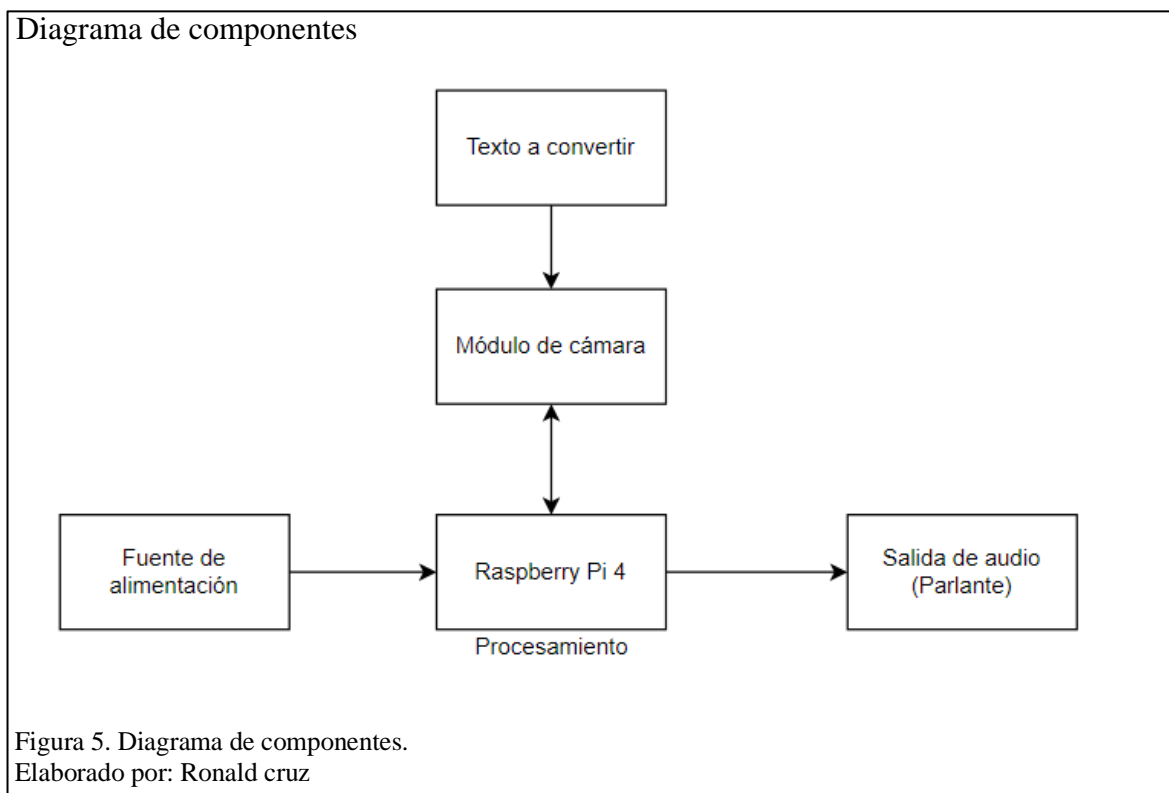 Diagrama de componentes
Texto a convertir
Módulo de cámara
Fuente de
alimentación
Raspberry Pi 4
Salida de audio
(Parlante)
Procesamiento
Figura 5. Diagrama de componentes.
Elaborado por: Ronald cruz